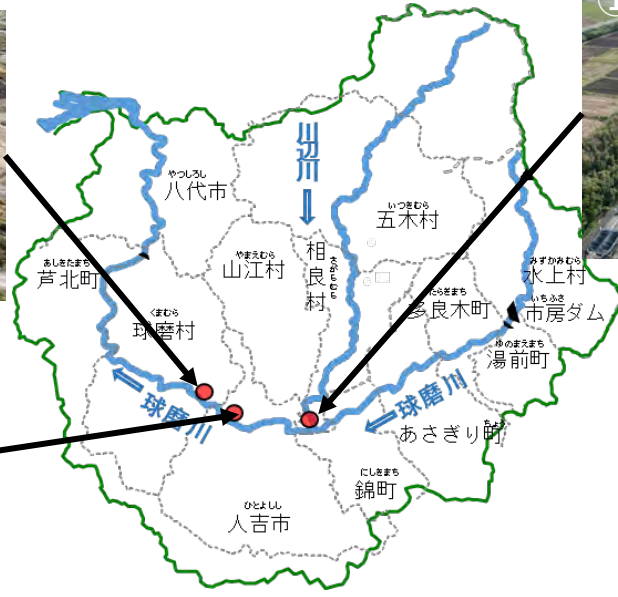 やつしろし
八代市
川辺川
いつきむら
五木村
あしきたまち
芦北町
やまえむら
山江村
相良村
さがらむら
みずかみむら
水上村
くまむら
球磨村
たらぎまち
多良木町
いちふさ
市房ダム
ゆのまえまち
湯前町
球磨川
球磨川
あさぎり町
にしきまち
錦町
ひとよしし
人吉市